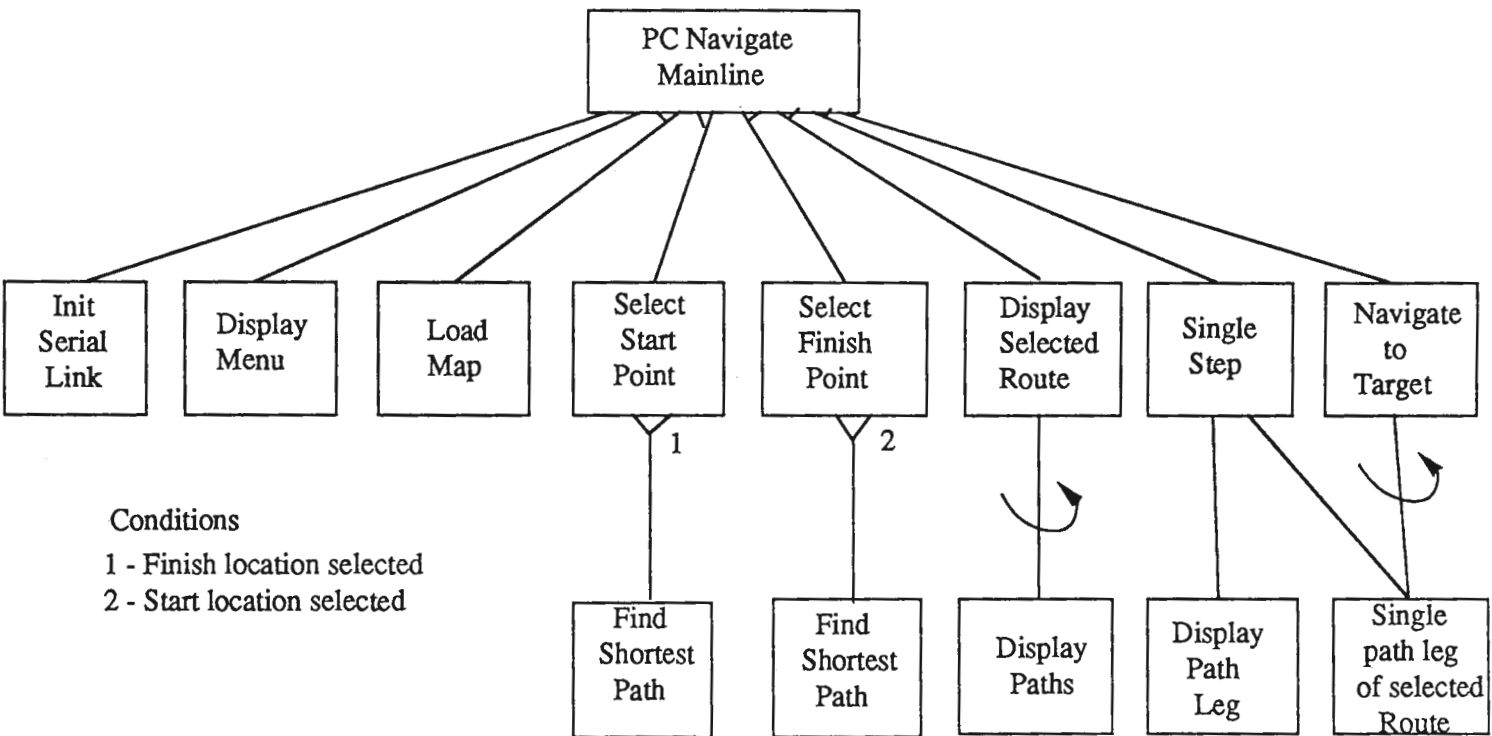 PC Navigate
Mainline
Init
Serial
Link
Display
Menu
Load
Map
Select
Start
Point
Select
Finish
Point
Display
Selected
Route
Single
Step
Navigate
to
Target
1
2
Conditions
1 - Finish location selected
2 - Start location selected
Find
Shortest
Path
Find
Shortest
Path
Display
Paths
Display
Path
Leg
Single
path leg
of selected
Route